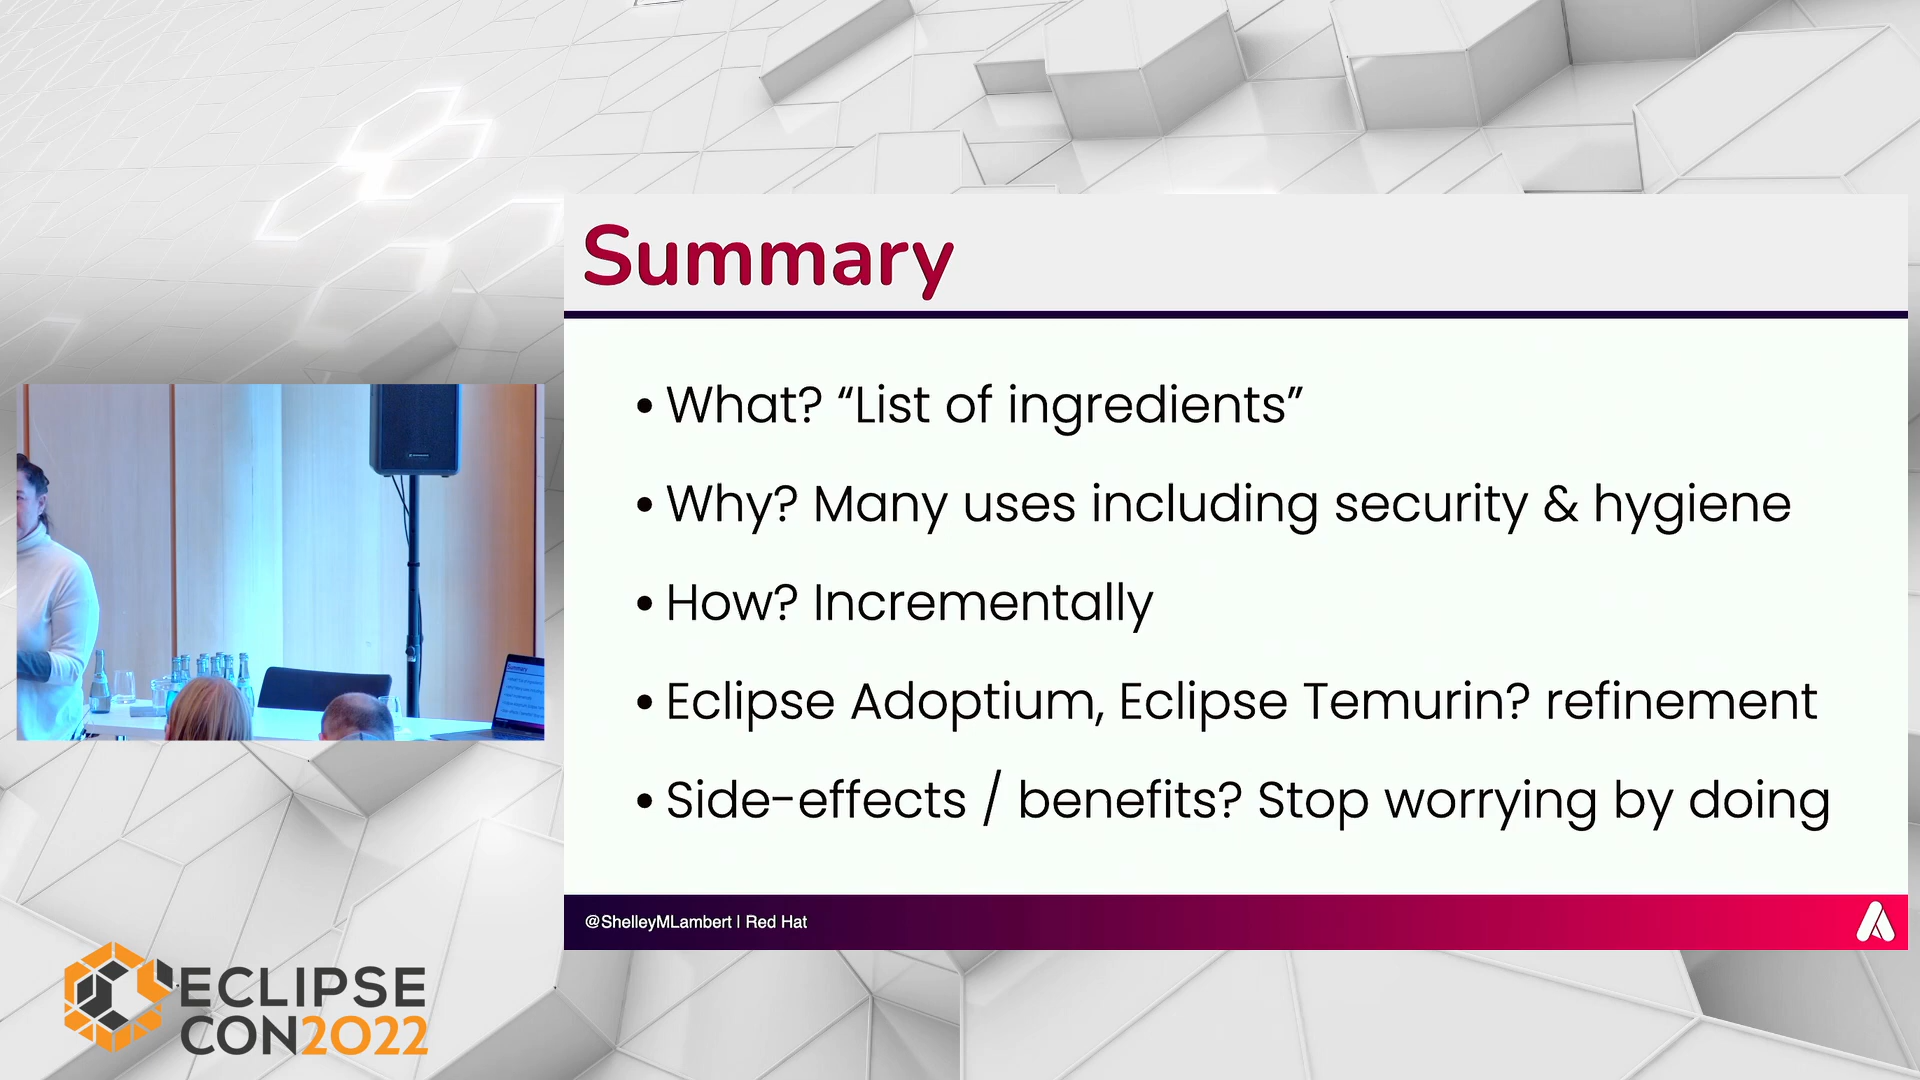 Summary
• What? “List of ingredients”
• Why? Many uses including security & hygiene
• How? Incrementally
• Eclipse Adoptium, Eclipse Temurin? refinement
• Side-effects / benefits? Stop worrying by doing
@ShelleyMLambert | Red Hat
ECLIPSE
CON2022
Summary